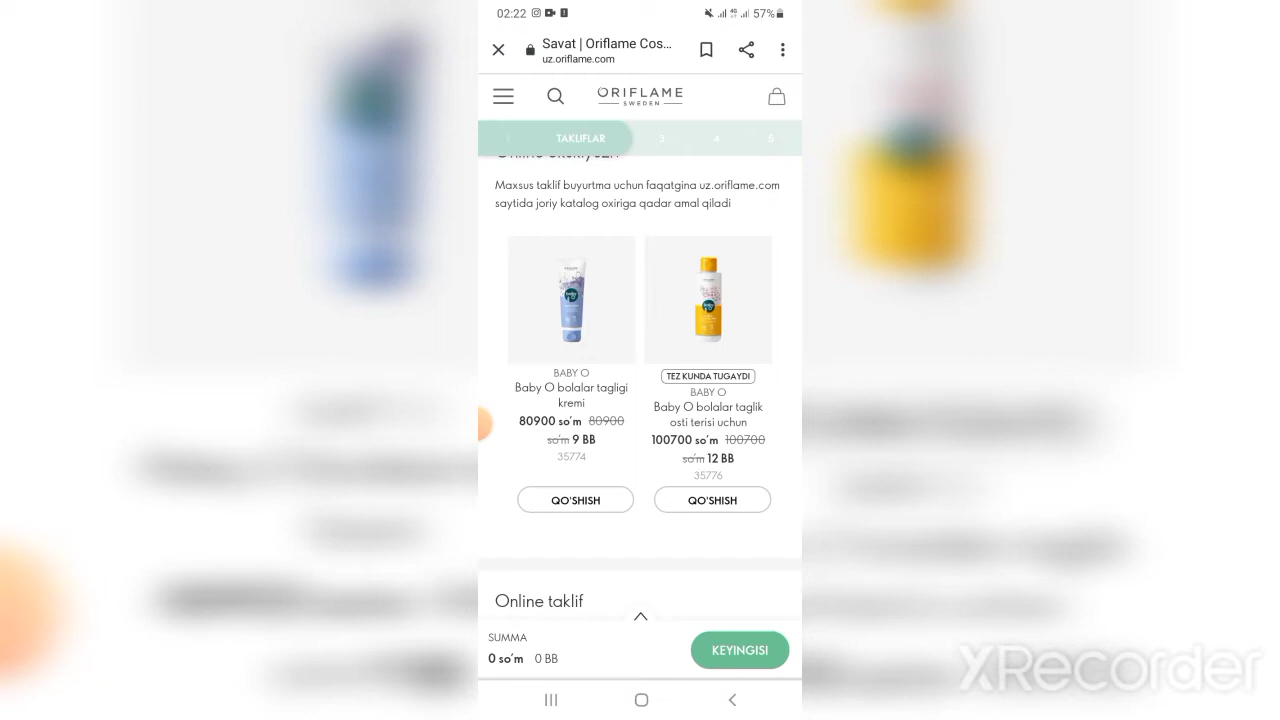 02:22
57%
Savat | Oriflame Cos...
uz.oriflame.com
ORIFLAME
SWEDEN
TAKLIFLAR
3
4
5
Maxsus taklif buyurtma uchun faqatgina uz.oriflame.com
saytida joriy katalog oxiriga qadar amal qiladi
BABY O
Baby O bolalar tagligi
kremi
80900 so'm 80900
so'm 9 BB
35774
QO'SHISH
TEZ KUNDA TUGAYDI
BABY O
Baby O bolalar taglik
osti terisi uchun
100700 so'm 100700
so'm 12 BB
35776
QO'SHISH
Online taklif
SUMMA
0 so'm 0 BB
KEYINGISI
XRecorder